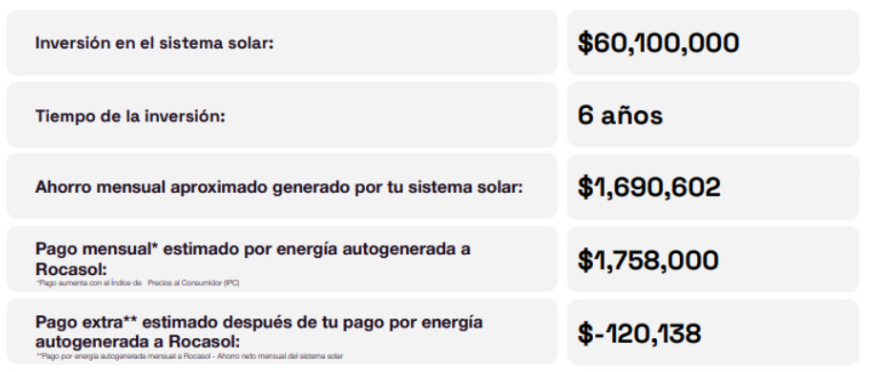 Inversión en el sistema solar:
$60,100,000
Tiempo de la inversión:
6 años
Ahorro mensual aproximado generado por tu sistema solar:
$1,690,602
Pago mensual* estimado por energía autogenerada a
Rocasol:
*Pago aumenta con el Índice de Precios al Consumidor (IPC)
$1,758,000
Pago extra** estimado después de tu pago por energía
autogenerada a Rocasol:
**Pago por energía autogenerada mensual a Rocasol - Ahorro neto mensual del sistema solar
$-120,138